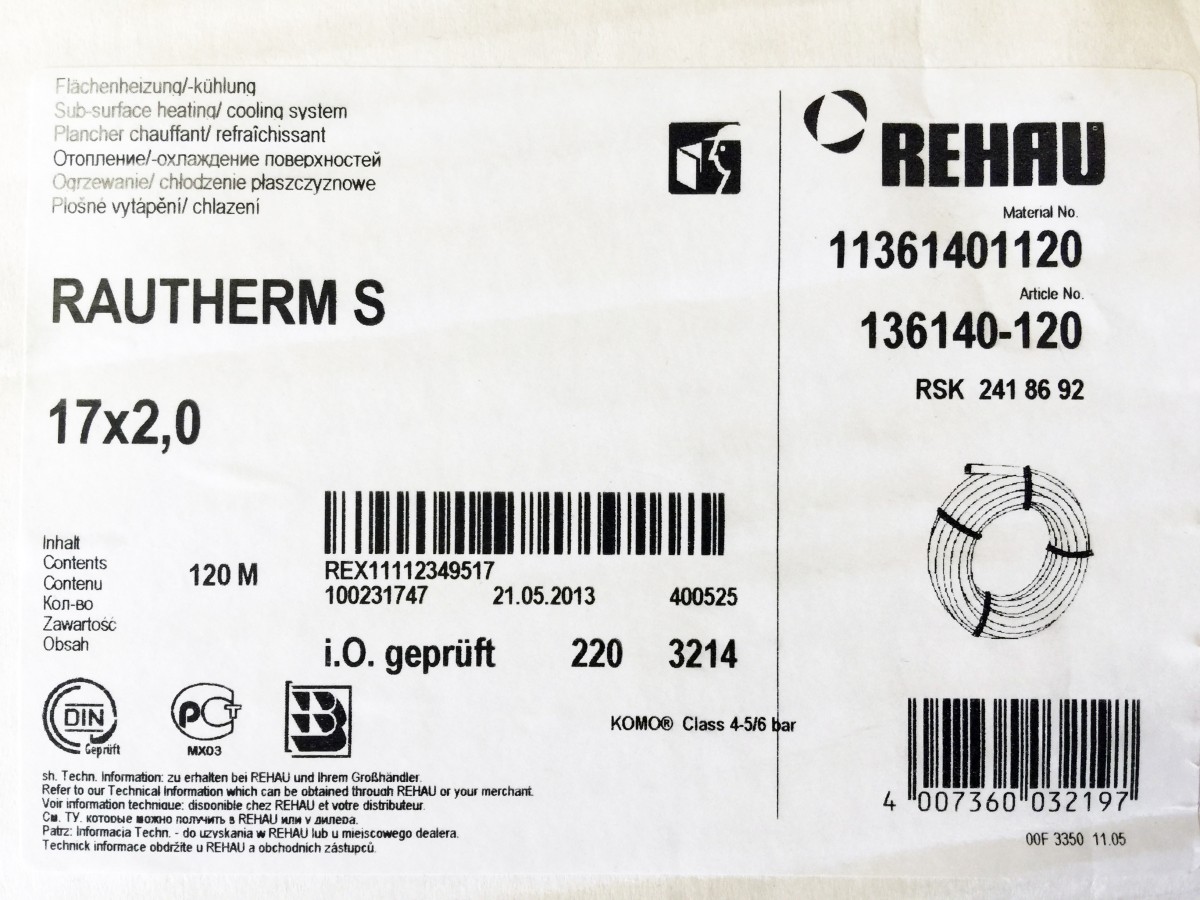 Flächenheizung/-kühlung
Sub-surface heating/ cooling system
Plancher chauffant/ refraîchissant
Отопление/-охлаждение поверхностей
Ogrzewanie/ chłodzenie płaszczyznowe
Plošné vytápění/ chlazení
RAUTHERM S
17x2,0
Inhalt
Contents
Contenu
Кол-во
Zawartość
Obsah
120 M
REX11112349517
100231747 21.05.2013 400525
i.O. geprüft 220 3214
DIN
Geprüft
РСТ
МХ03
KOMO® Class 4-5/6 bar
sh. Techn. Information: zu erhalten bei REHAU und Ihrem Großhändler.
Refer to our Technical Information which can be obtained through REHAU or your merchant.
Voir information technique: disponible chez REHAU et votre distributeur.
См. ТУ. которые можно получить в REHAU или у дилера.
Patrz: Informacja Techn. - do uzyskania w REHAU lub u miejscowego dealera.
Technick informace obdržíte u REHAU a obchodních zástupců.
REHAU
Material No.
11361401120
Article No.
136140-120
RSK 241 86 92
4 007360 032197
00F 3350 11.05